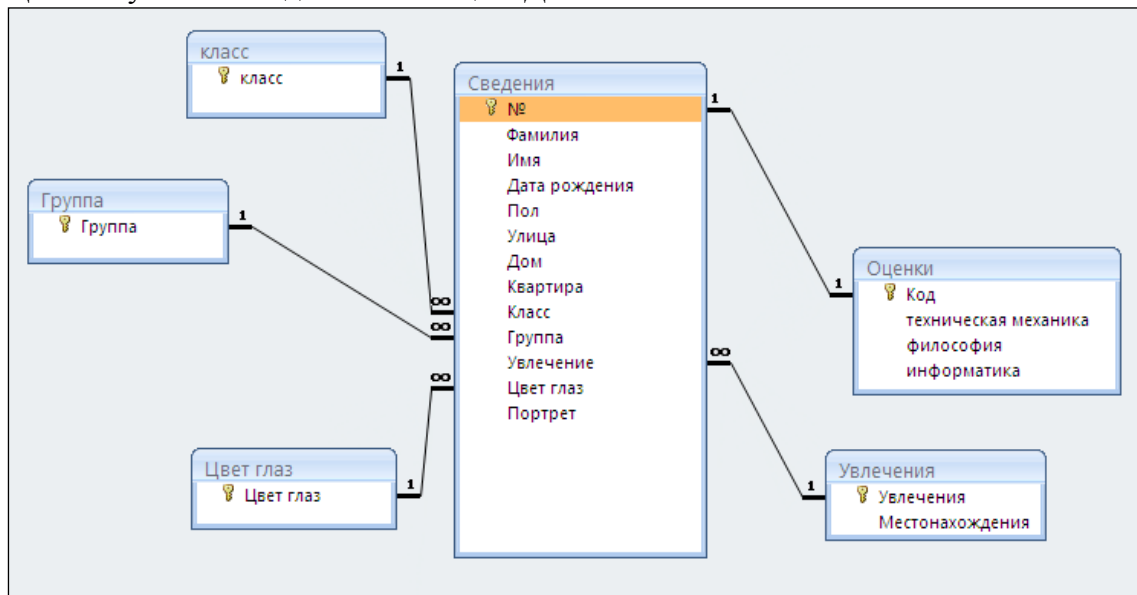 класс
класс
1
Группа
Группа
1
Цвет глаз
Цвет глаз
1
Сведения
№
Фамилия
Имя
Дата рождения
Пол
Улица
Дом
Квартира
Класс
Группа
Увлечение
Цвет глаз
Портрет
∞
∞
∞
1
∞
Оценки
Код
техническая механика
философия
информатика
1
Увлечения
Увлечения
Местонахождения
1